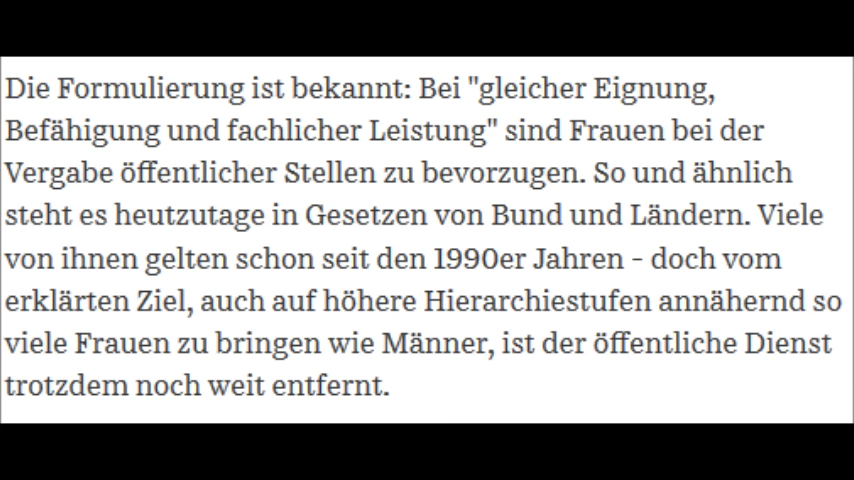 Die Formulierung ist bekannt: Bei "gleicher Eignung,
Befähigung und fachlicher Leistung" sind Frauen bei der
Vergabe öffentlicher Stellen zu bevorzugen. So und ähnlich
steht es heutzutage in Gesetzen von Bund und Ländern. Viele
von ihnen gelten schon seit den 1990er Jahren - doch vom
erklärten Ziel, auch auf höhere Hierarchiestufen annähernd so
viele Frauen zu bringen wie Männer, ist der öffentliche Dienst
trotzdem noch weit entfernt.